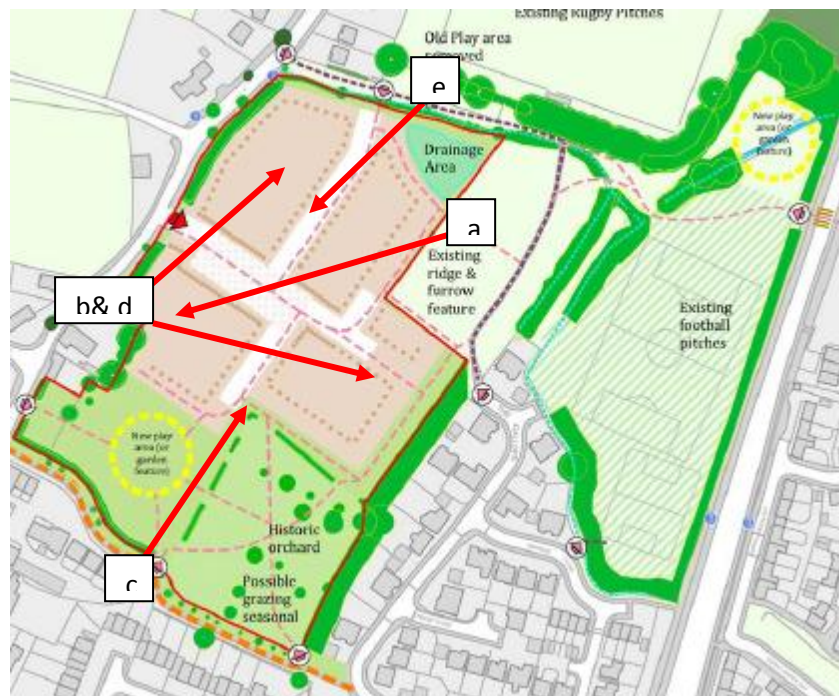 Existing Rugby Pitches
Old Play area
removed
e
New play
area (or
garden
feature)
Drainage
Area
a
Existing
ridge &
furrow
feature
b& d
Existing
football
pitches
New play
area (or
garden
feature)
Historic
orchard
c
Possible
grazing
seasonal